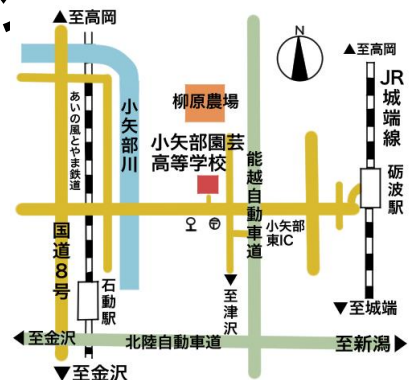 ▲至高岡
N
▲至高岡
JR城端線
あいの風とやま鉄道
小矢部川
柳原農場
小矢部園芸
高等学校
能越自動車道
砺波駅
国道8号
小矢部
東IC
石動駅
▼至津沢
▼至城端
◀至金沢
北陸自動車道
至新潟▶
▼至金沢